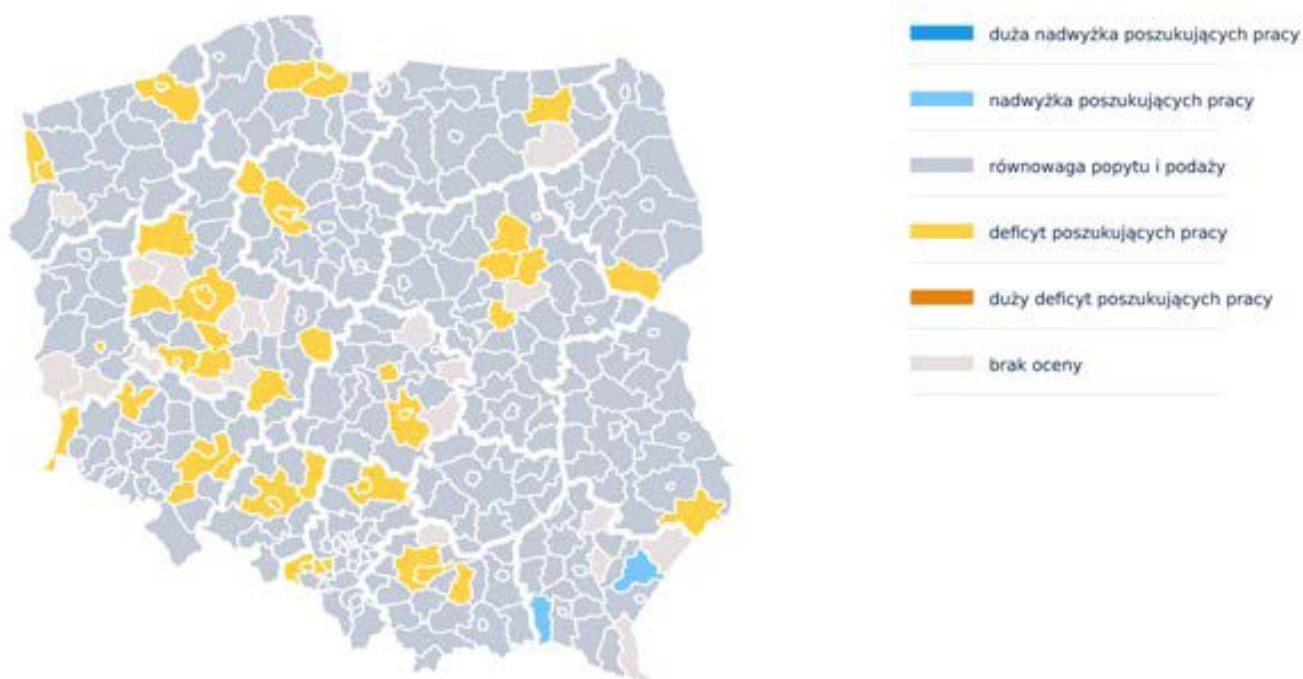 duża nadwyżka poszukujących pracy
nadwyżka poszukujących pracy
równowaga popytu i podaży
deficyt poszukujących pracy
duży deficyt poszukujących pracy
brak oceny